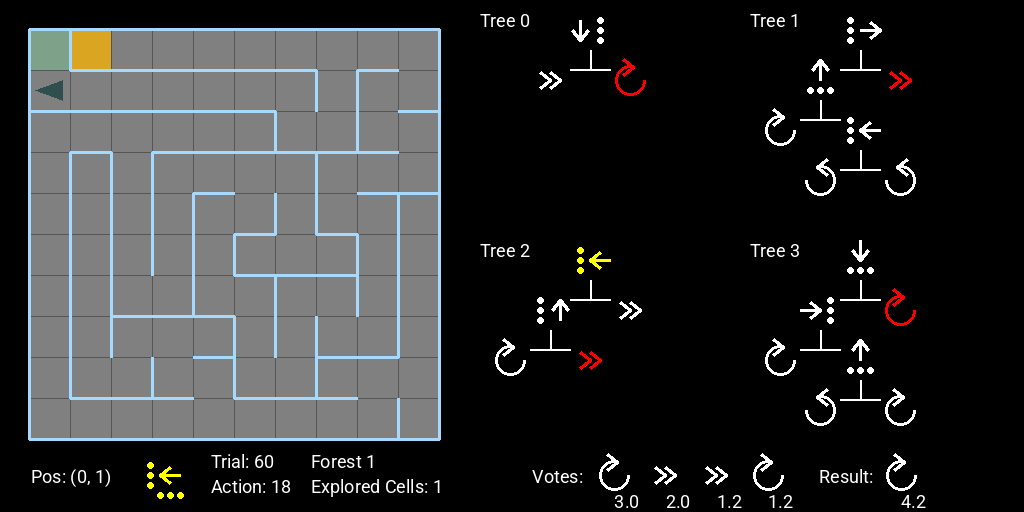 Tree 0
Tree 1
Tree 2
Tree 3
Pos: (0, 1)
Trial: 60
Forest 1
Action: 18
Explored Cells: 1
Votes:
3.0
2.0
1.2
1.2
Result:
4.2